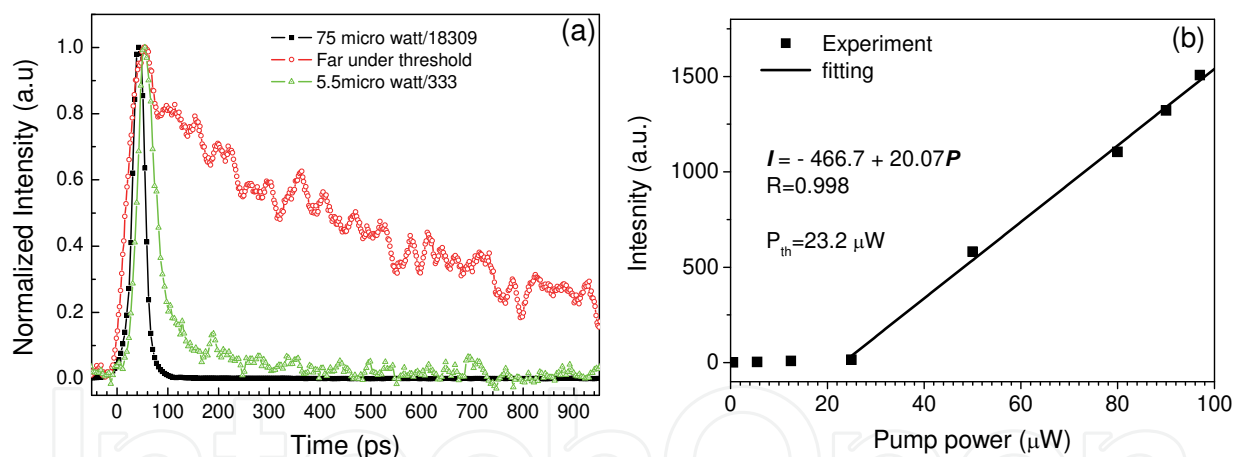 (a)
75 micro watt/18309
Far under threshold
5.5micro watt/333
Normalized Intensity (a.u)
1.0
0.8
0.6
0.4
0.2
0.0
0 100 200 300 400 500 600 700 800 900
Time (ps)
(b)
Experiment
fitting
I = - 466.7 + 20.07P
R=0.998
Pth=23.2 μW
Intesnity (a.u.)
1500
1000
500
0
0 20 40 60 80 100
Pump power (μW)
IntechOpen